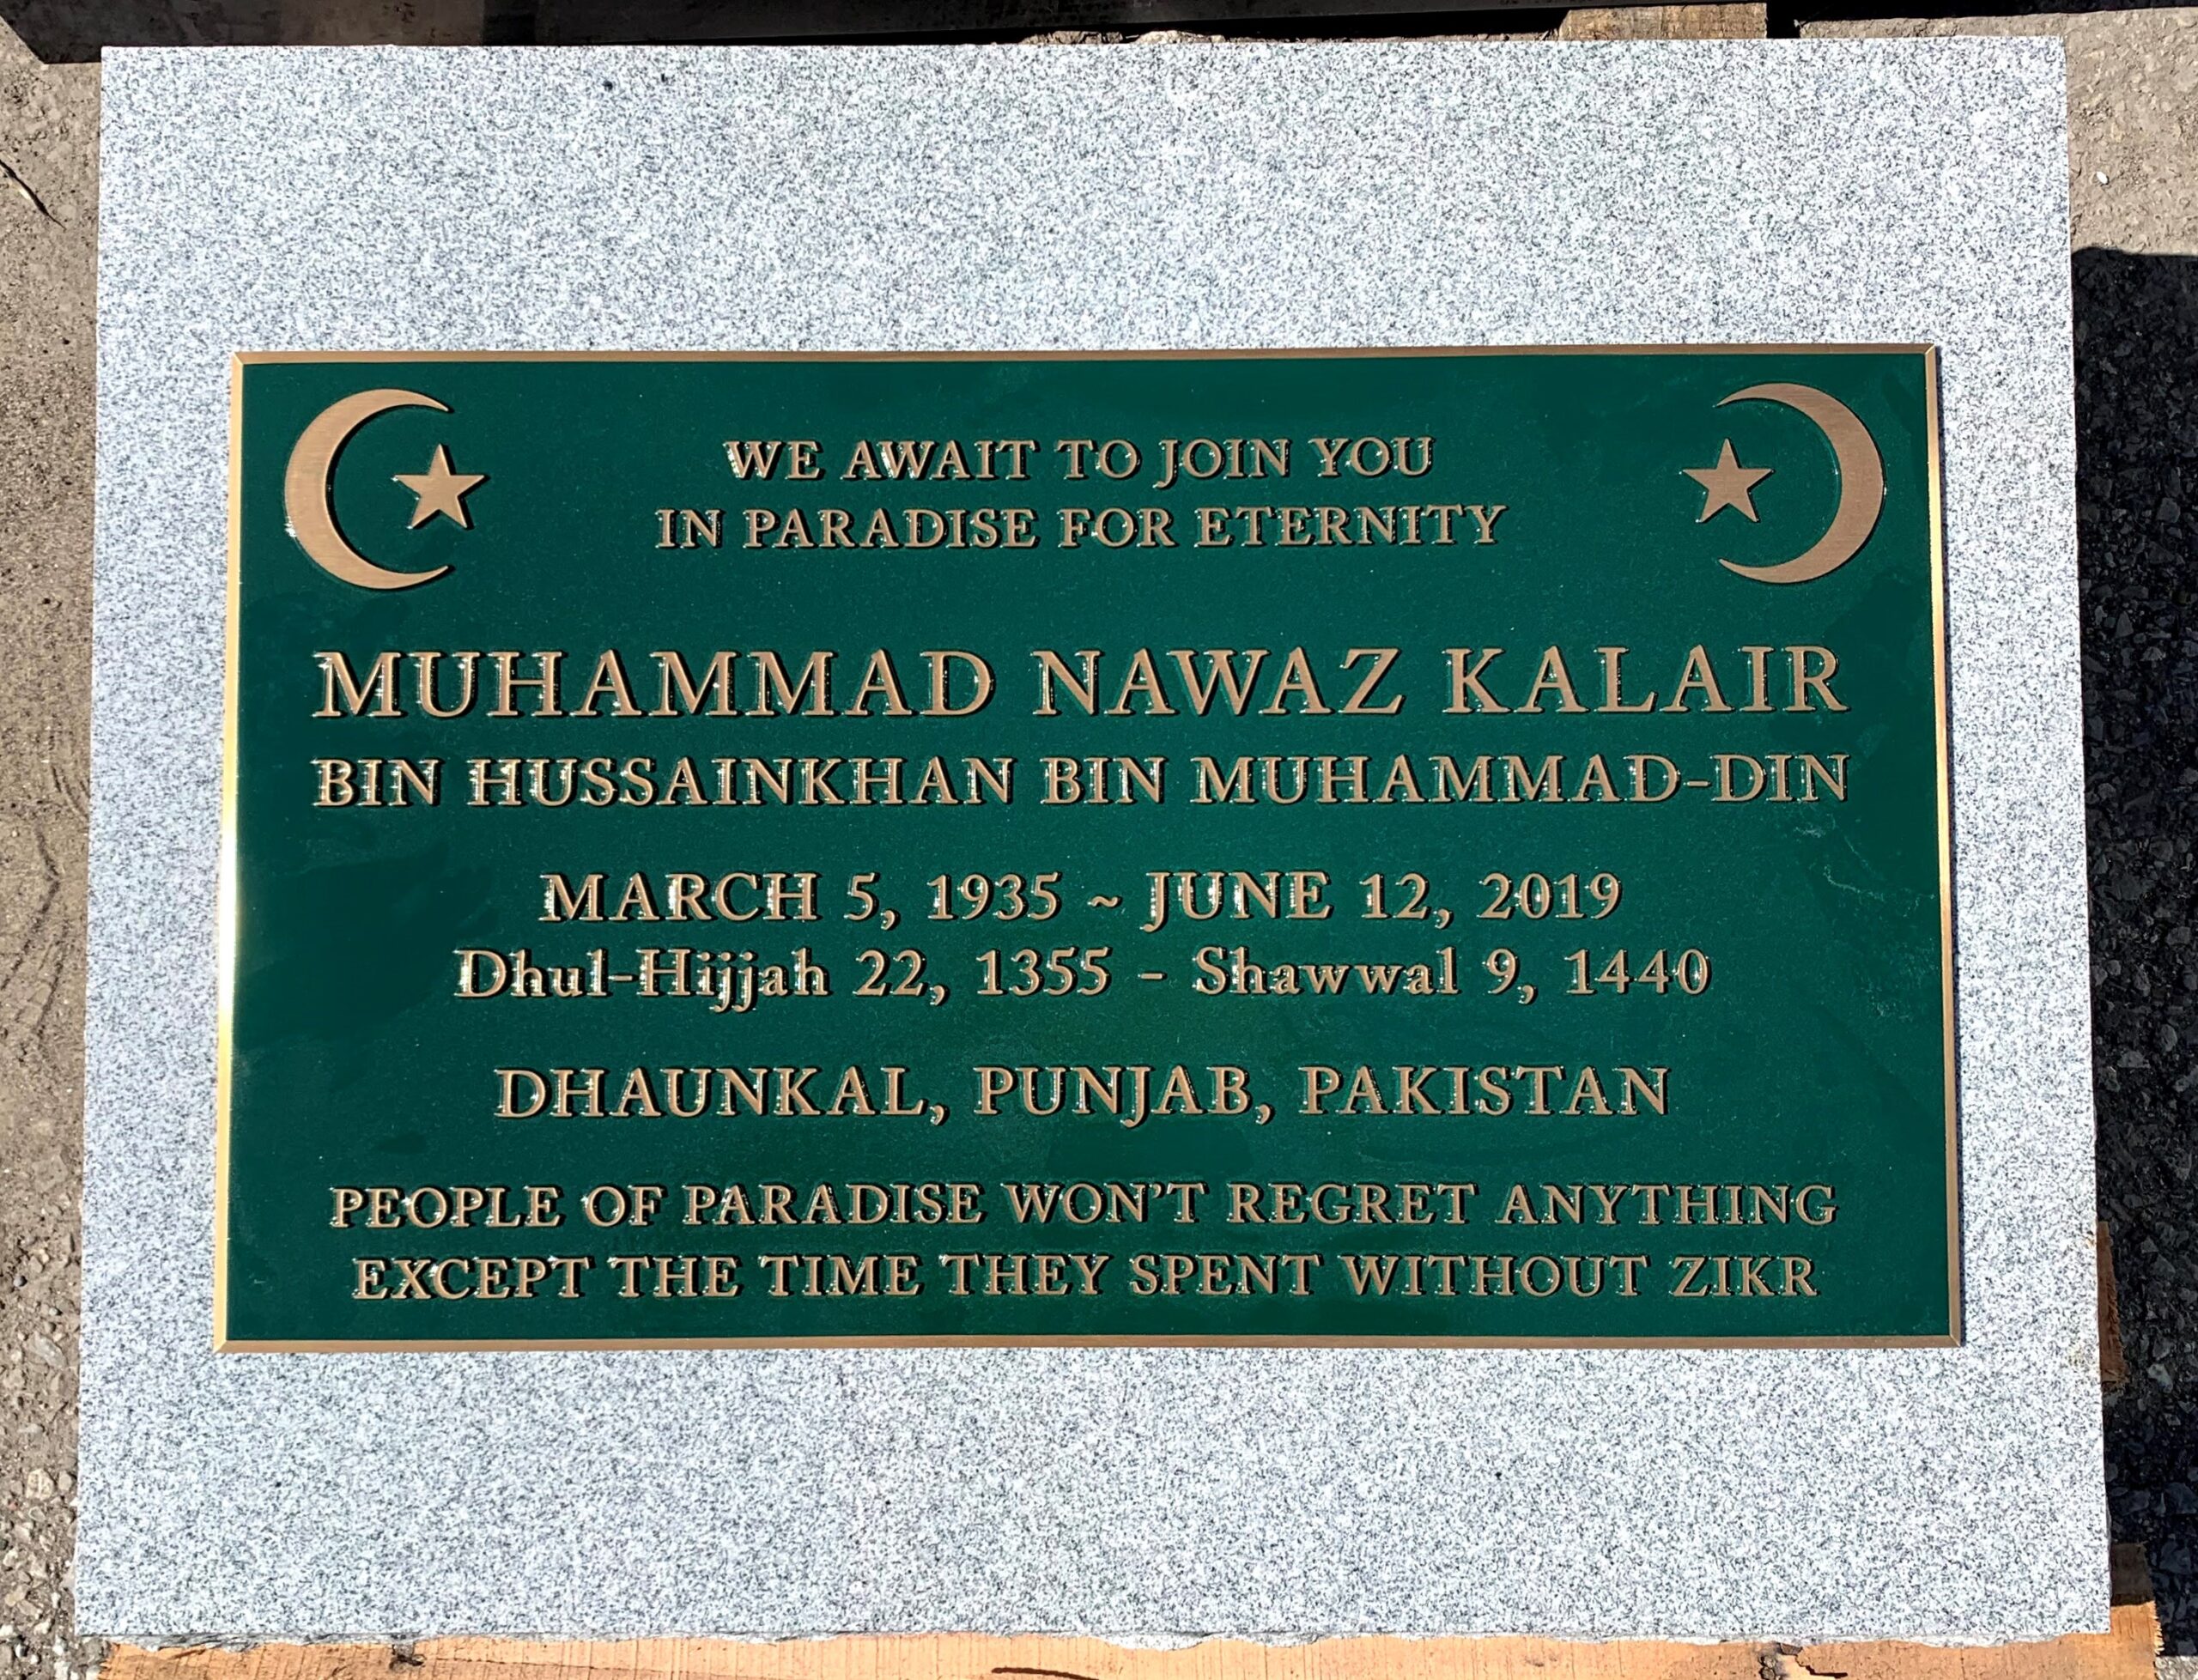 WE AWAIT TO JOIN YOU
IN PARADISE FOR ETERNITY
MUHAMMAD NAWAZ KALAIR
BIN HUSSAINKHAN BIN MUHAMMAD-DIN
MARCH 5, 1935 ~ JUNE 12, 2019
Dhul-Hijjah 22, 1355 - Shawwal 9, 1440
DHAUNKAL, PUNJAB, PAKISTAN
PEOPLE OF PARADISE WON'T REGRET ANYTHING
EXCEPT THE TIME THEY SPENT WITHOUT ZIKR